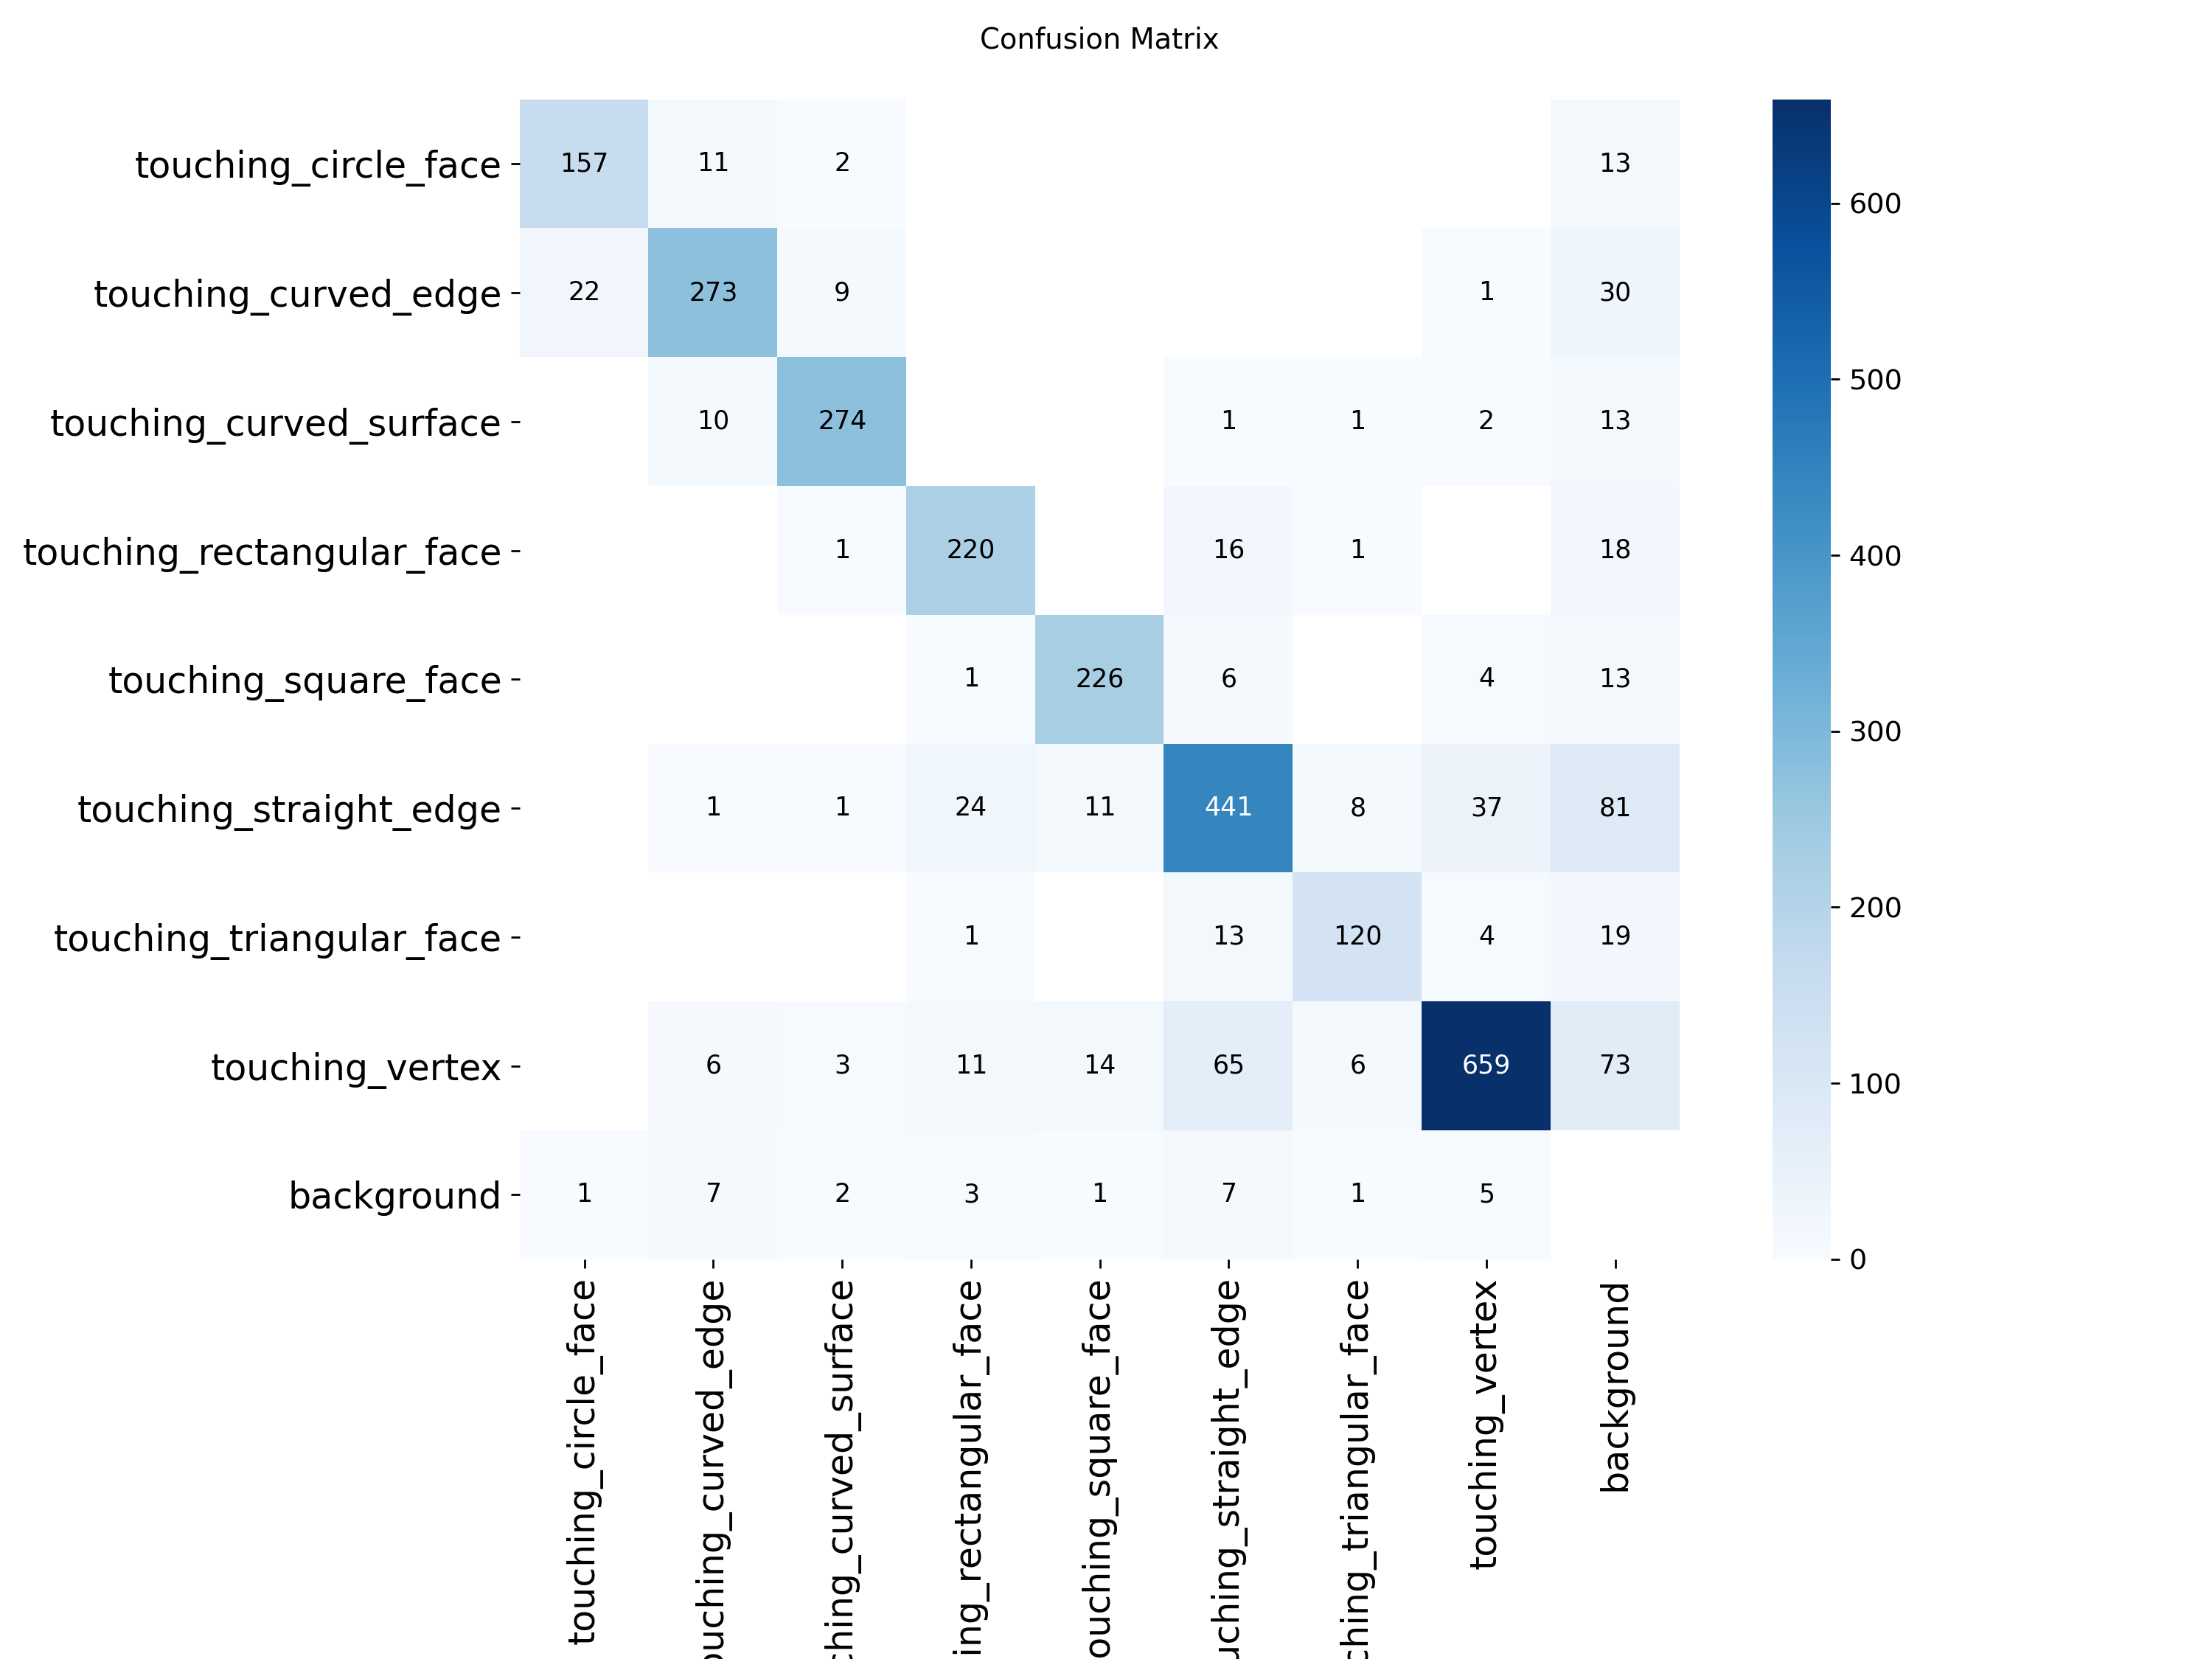 Confusion Matrix
touching_circle_face 157 11 2 13
touching_curved_edge 22 273 9 1 30
touching_curved_surface 10 274 1 1 2 13
touching_rectangular_face 1 220 16 1 18
touching_square_face 1 226 6 4 13
touching_straight_edge 1 1 24 11 441 8 37 81
touching_triangular_face 1 13 120 4 19
touching_vertex 6 3 11 14 65 6 659 73
background 1 7 2 3 1 7 1 5
touching_circle_face
ouching_curved_edge
ching_curved_surface
ing_rectangular_face
ouching_square_face
uching_straight_edge
ching_triangular_face
touching_vertex
background
600
500
400
300
200
100
0